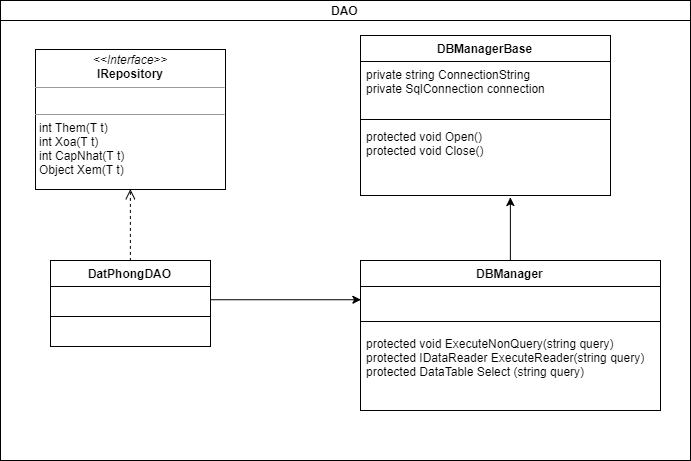 DAO
<<Interface>>
IRepository
int Them(T t)
int Xoa(T t)
int CapNhat(T t)
Object Xem(T t)
DBManagerBase
private string ConnectionString
private SqlConnection connection
protected void Open()
protected void Close()
DatPhongDAO
DBManager
protected void ExecuteNonQuery(string query)
protected IDataReader ExecuteReader(string query)
protected DataTable Select (string query)